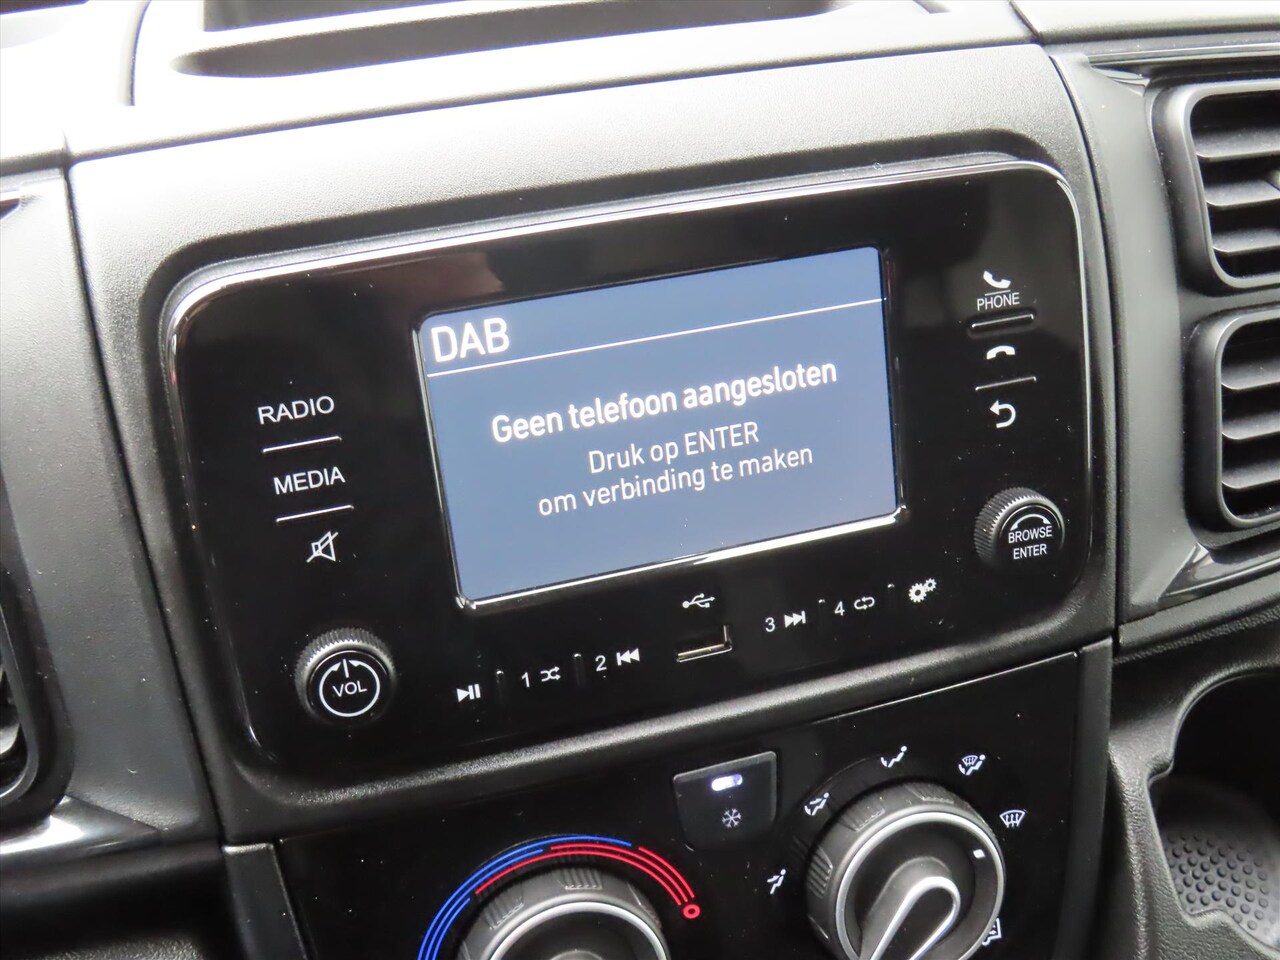 DAB
Geen telefoon aangesloten
Druk op ENTER
om verbinding te maken
RADIO
MEDIA
VOL
PHONE
BROWSE
ENTER
1
2
3
4